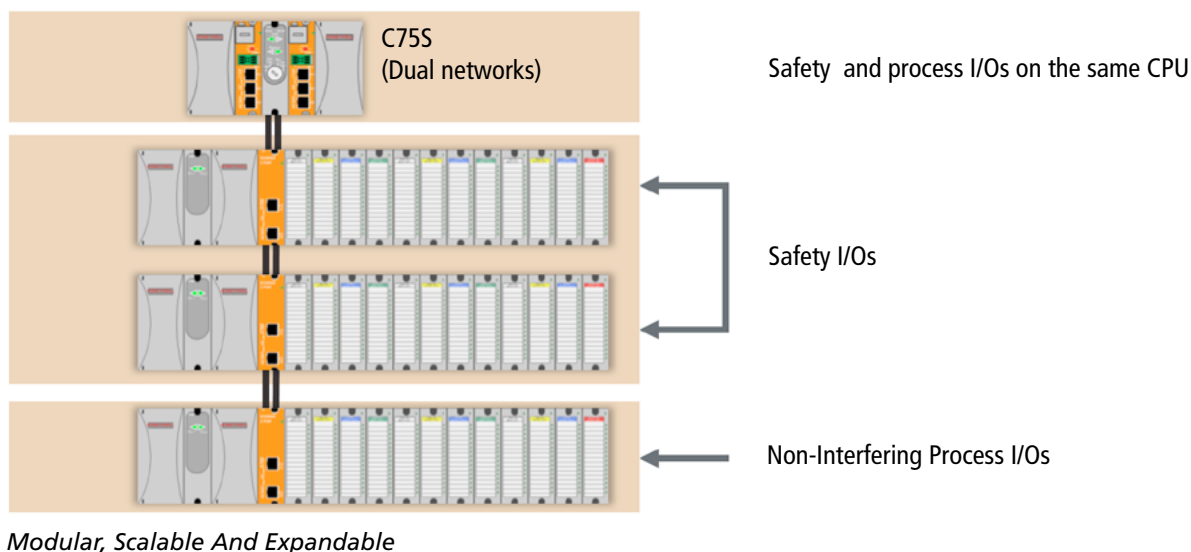 C75S
(Dual networks)
Safety and process I/Os on the same CPU
Safety I/Os
Non-Interfering Process I/Os
Modular, Scalable And Expandable